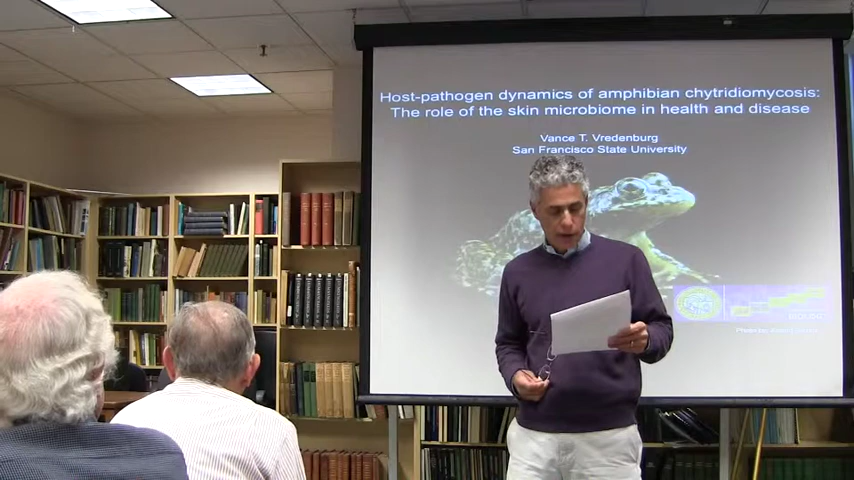 Host-pathogen dynamics of amphibian chytridiomycosis:
The role of the skin microbiome in health and disease
Vance T. Vredenburg
San Francisco State University